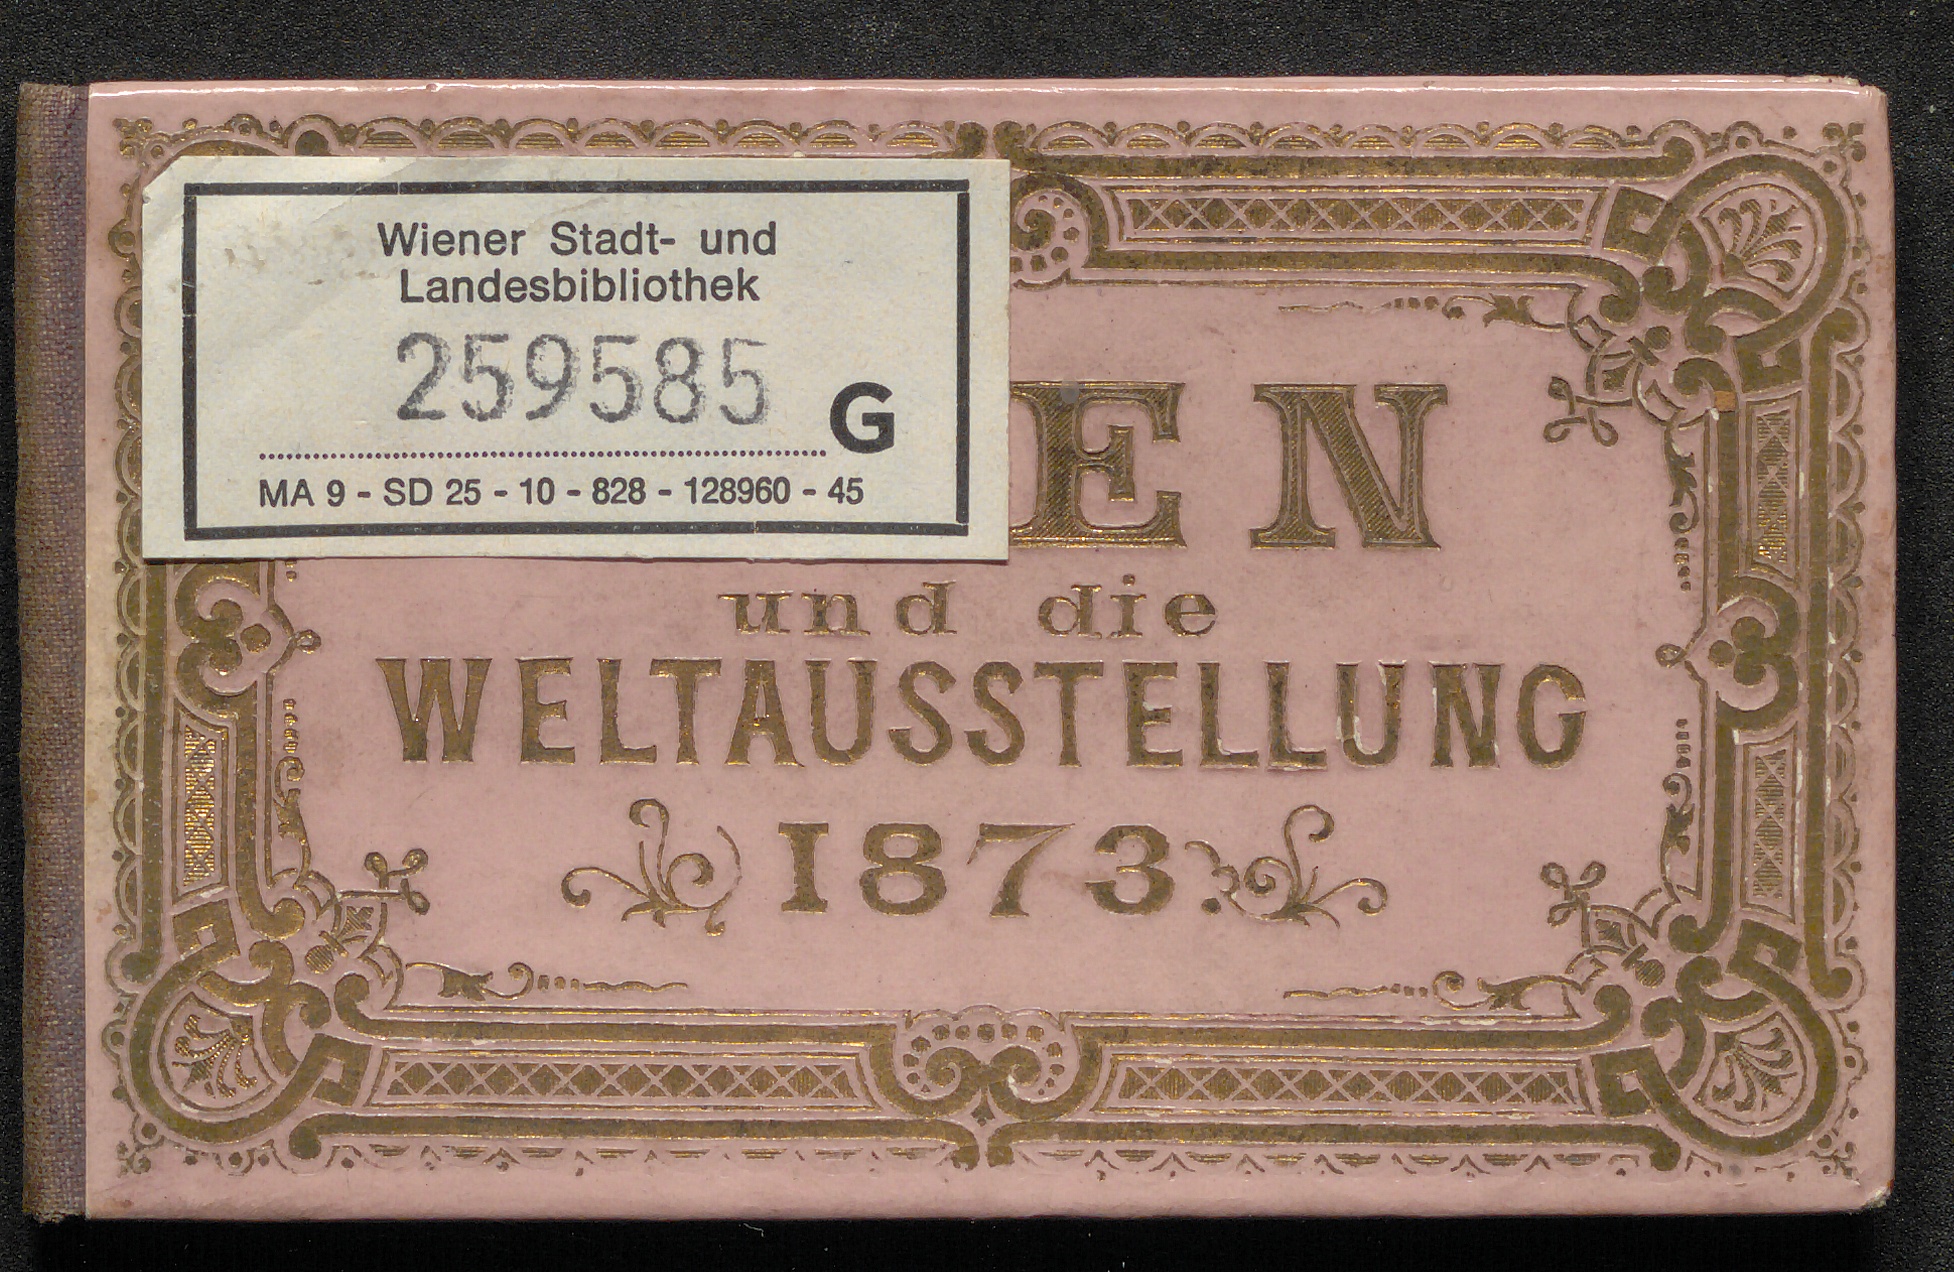 Wiener Stadt- und
Landesbibliothek
259585 G
MA 9 - SD 25 - 10 - 828 - 128960 - 45
EN
und die
WELTAUSSTELLUNG
1873.